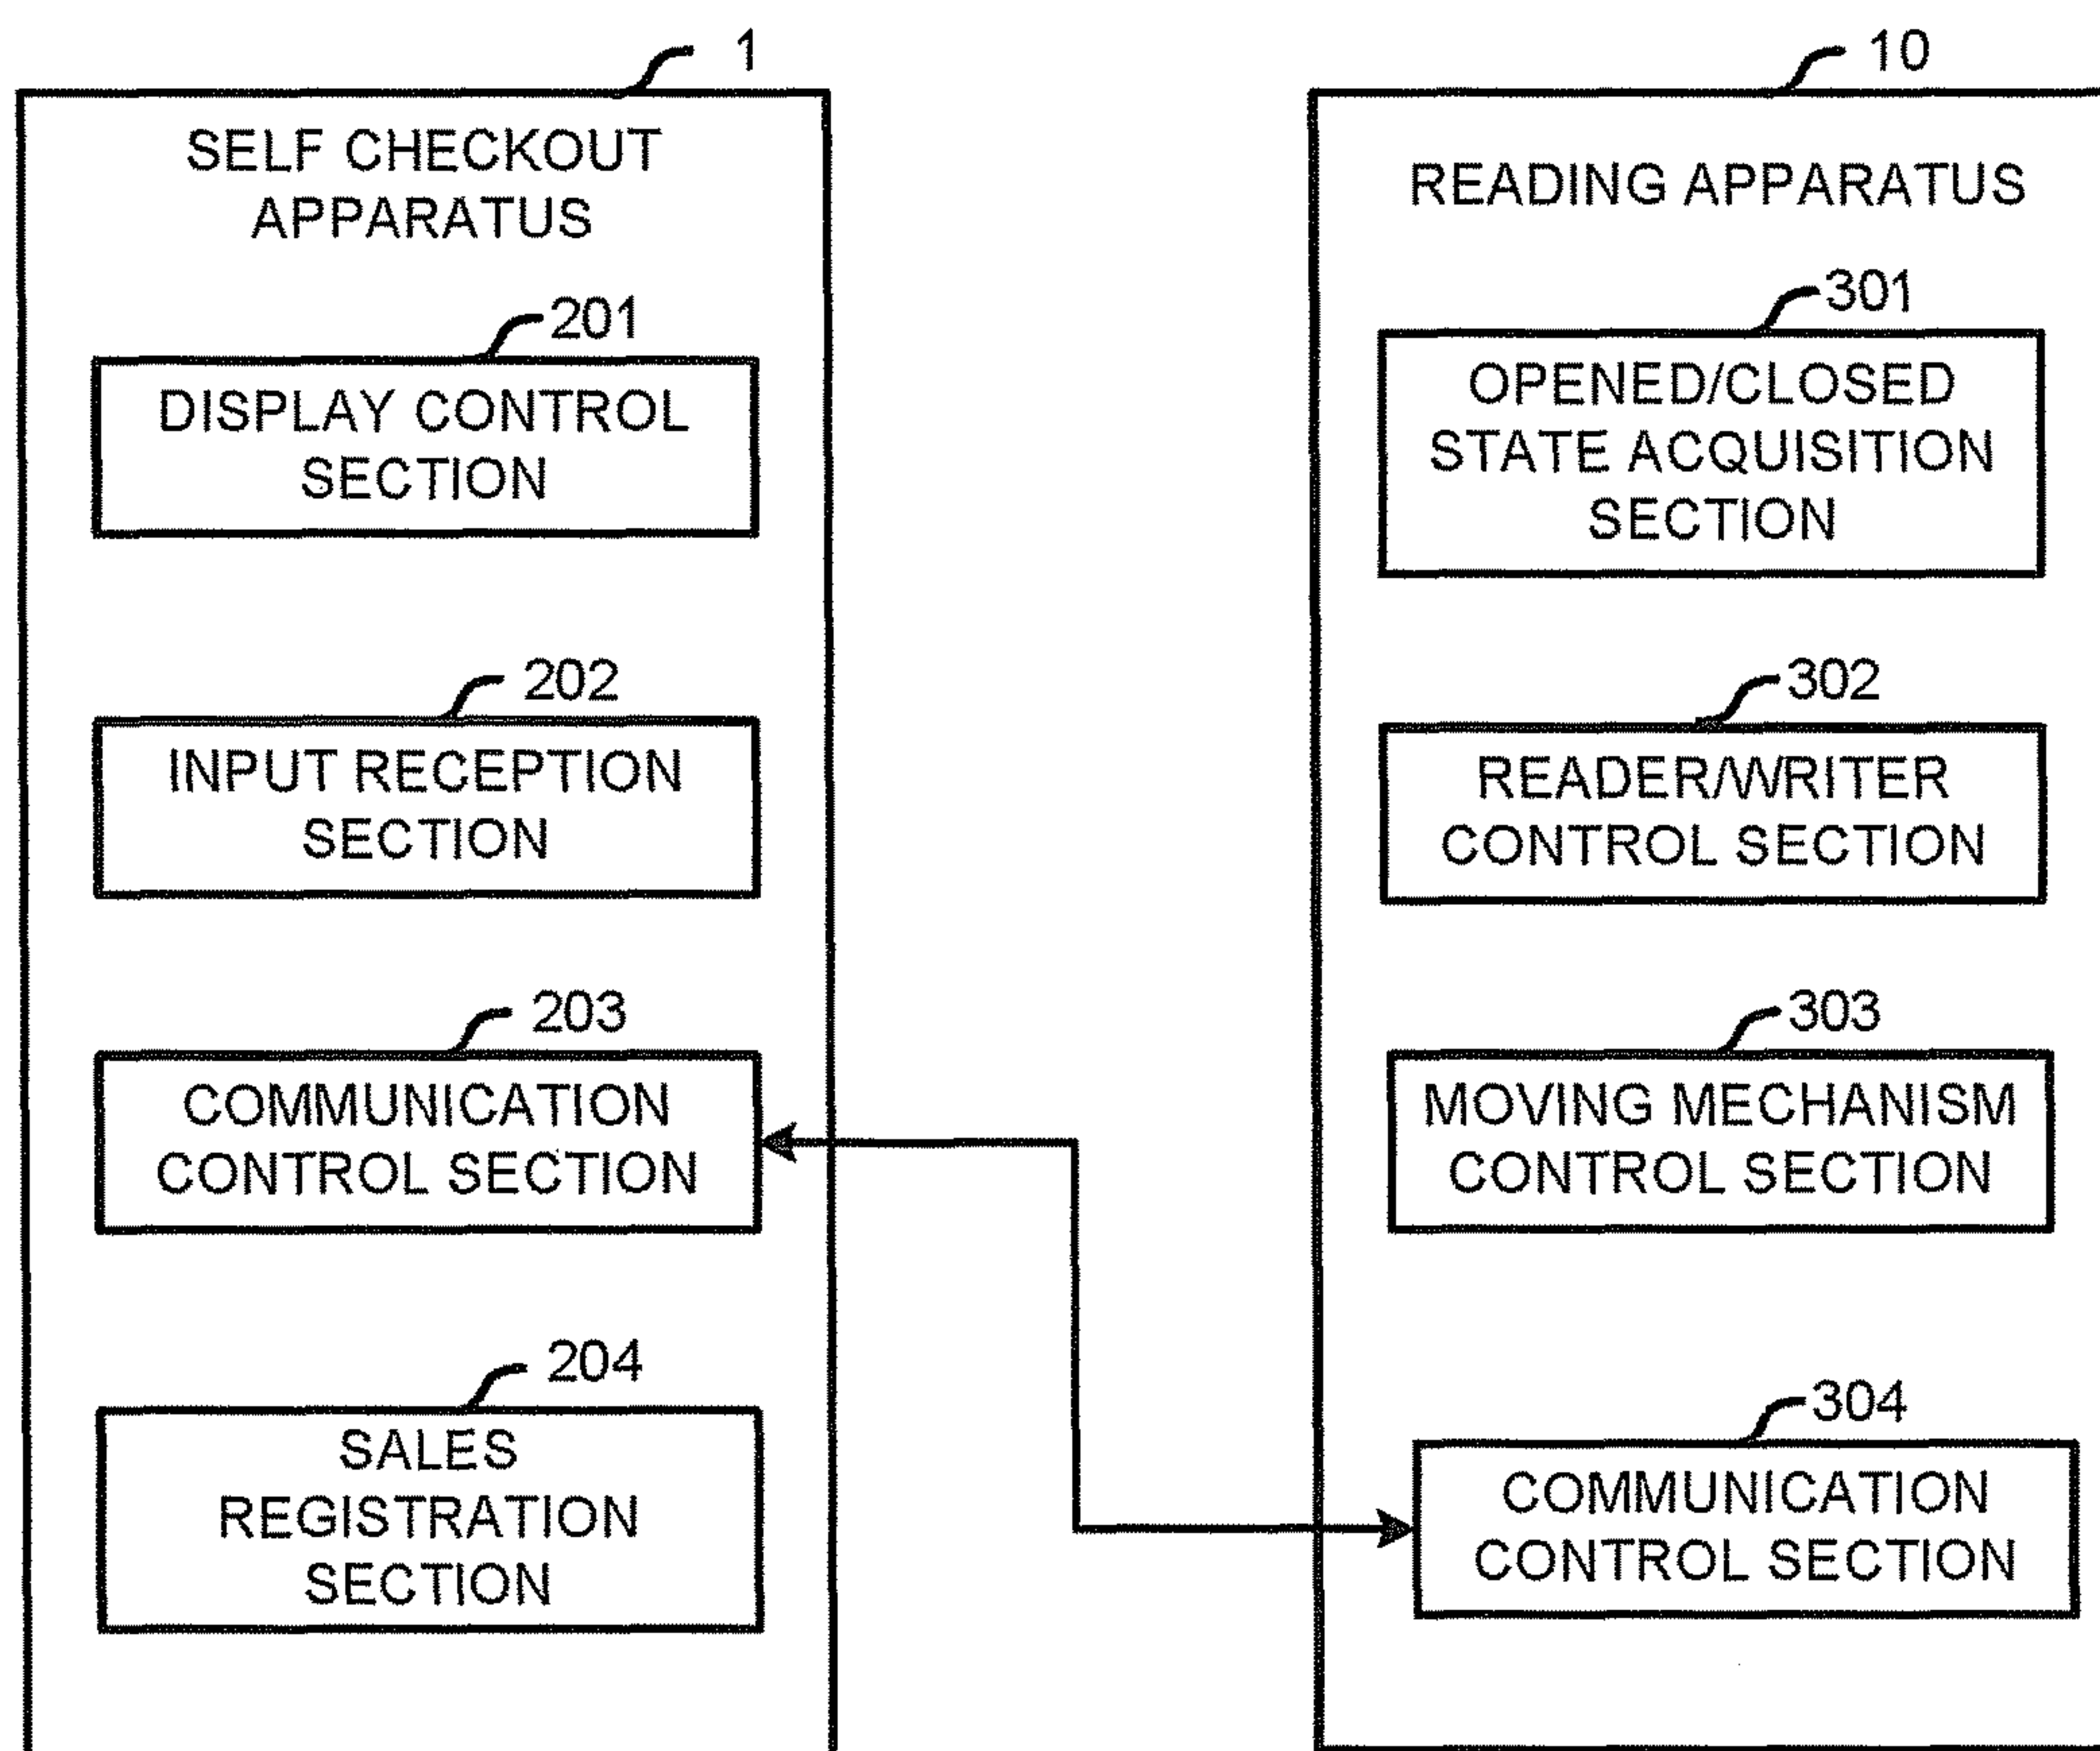 1
SELF CHECKOUT
APPARATUS
201
DISPLAY CONTROL
SECTION
202
INPUT RECEPTION
SECTION
203
COMMUNICATION
CONTROL SECTION
204
SALES
REGISTRATION
SECTION
10
READING APPARATUS
301
OPENED/CLOSED
STATE ACQUISITION
SECTION
302
READER/WRITER
CONTROL SECTION
303
MOVING MECHANISM
CONTROL SECTION
304
COMMUNICATION
CONTROL SECTION